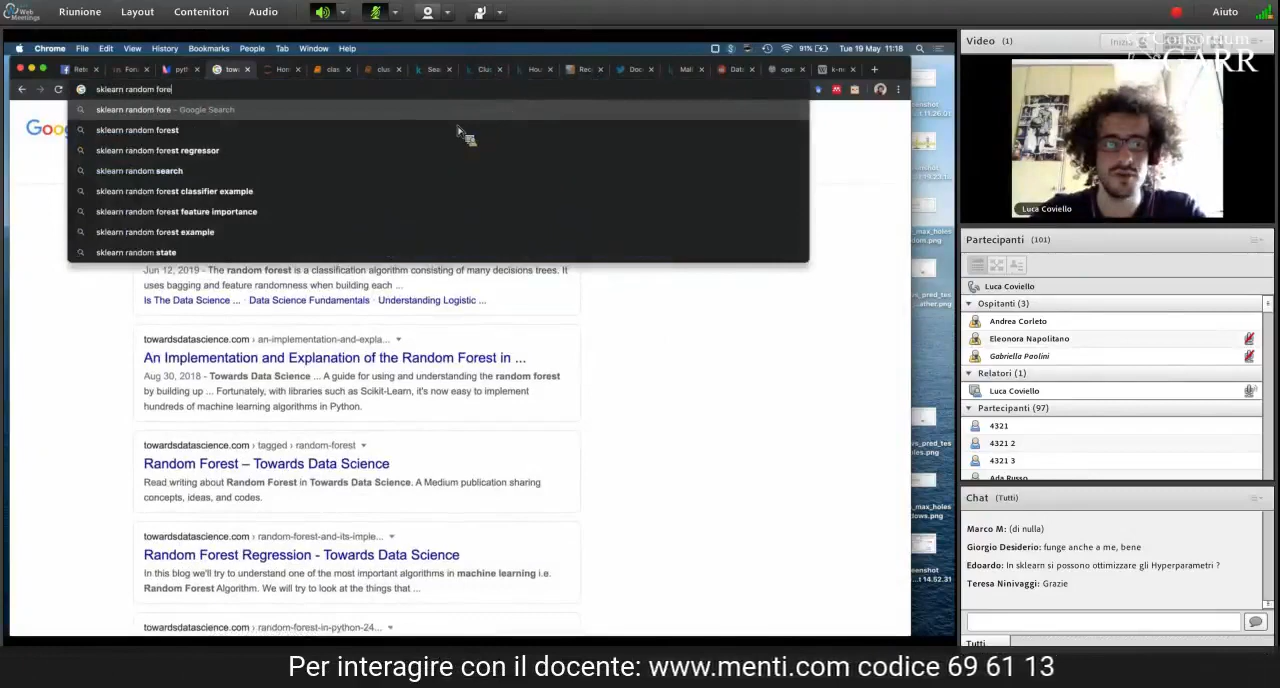 Web
Meetings
Riunione
Layout
Contenitori
Audio
Aiuto
Chrome File Edit View History Bookmarks People Tab Window Help
91%
Tue 19 May 11:18
sklearn random fore
sklearn random fore - Google Search
sklearn random forest
sklearn random forest regressor
sklearn random search
sklearn random forest classifier example
sklearn random forest feature importance
sklearn random forest example
sklearn random state
Jun 12, 2019 - The random forest is a classification algorithm consisting of many decisions trees. It
uses bagging and feature randomness when building each ...
Is The Data Science ... · Data Science Fundamentals · Understanding Logistic ...
towardsdatascience.com › an-implementation-and-expla...
An Implementation and Explanation of the Random Forest in ...
Aug 30, 2018 - Towards Data Science ... A guide for using and understanding the random forest
by building up ... Fortunately, with libraries such as Scikit-Learn, it's now easy to implement
hundreds of machine learning algorithms in Python.
towardsdatascience.com › tagged › random-forest
Random Forest – Towards Data Science
Read writing about Random Forest in Towards Data Science. A Medium publication sharing
concepts, ideas, and codes.
towardsdatascience.com › random-forest-and-its-imple...
Random Forest Regression - Towards Data Science
In this blog we'll try to understand one of the most important algorithms in machine learning i.e.
Random Forest Algorithm. We will try to look at the things that ...
towardsdatascience.com › random-forest-in-python-24...
Video (1)
Consortium
GARR
Luca Coviello
Partecipanti (101)
Luca Coviello
Ospitanti (3)
Andrea Corleto
Eleonora Napolitano
Gabriella Paolini
Relatori (1)
Luca Coviello
Partecipanti (97)
4321
4321 2
4321 3
Ada Russo
Chat (Tutti)
Marco M: (di nulla)
Giorgio Desiderio: funge anche a me, bene
Edoardo: In sklearn si possono ottimizzare gli Hyperparametri ?
Teresa Ninivaggi: Grazie
Tutti
Per interagire con il docente: www.menti.com codice 69 61 13